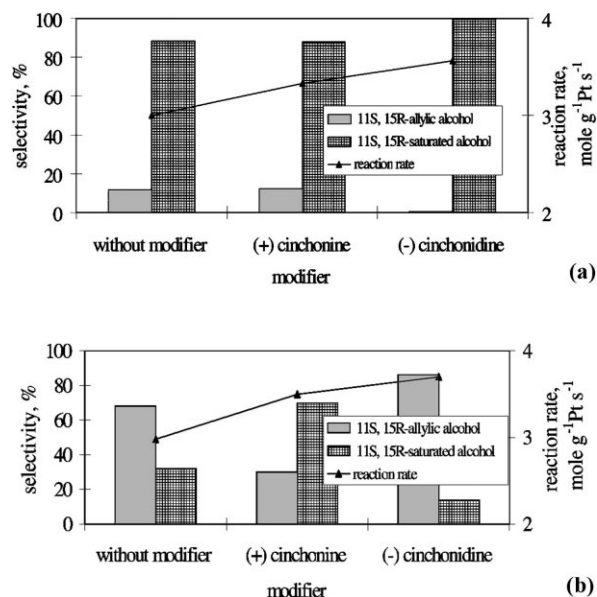 100
80
60
40
20
0
selectivity, %
4
3
2
reaction rate,
mole g⁻¹Pt s⁻¹
11S, 15R-allylic alcohol
11S, 15R-saturated alcohol
reaction rate
without modifier (+) cinchonine (-) cinchonidine
modifier
(a)
100
80
60
40
20
0
selectivity, %
4
3
2
reaction rate,
mole g⁻¹Pt s⁻¹
11S, 15R-allylic alcohol
11S, 15R-saturated alcohol
reaction rate
without modifier (+) cinchonine (-) cinchonidine
modifier
(b)